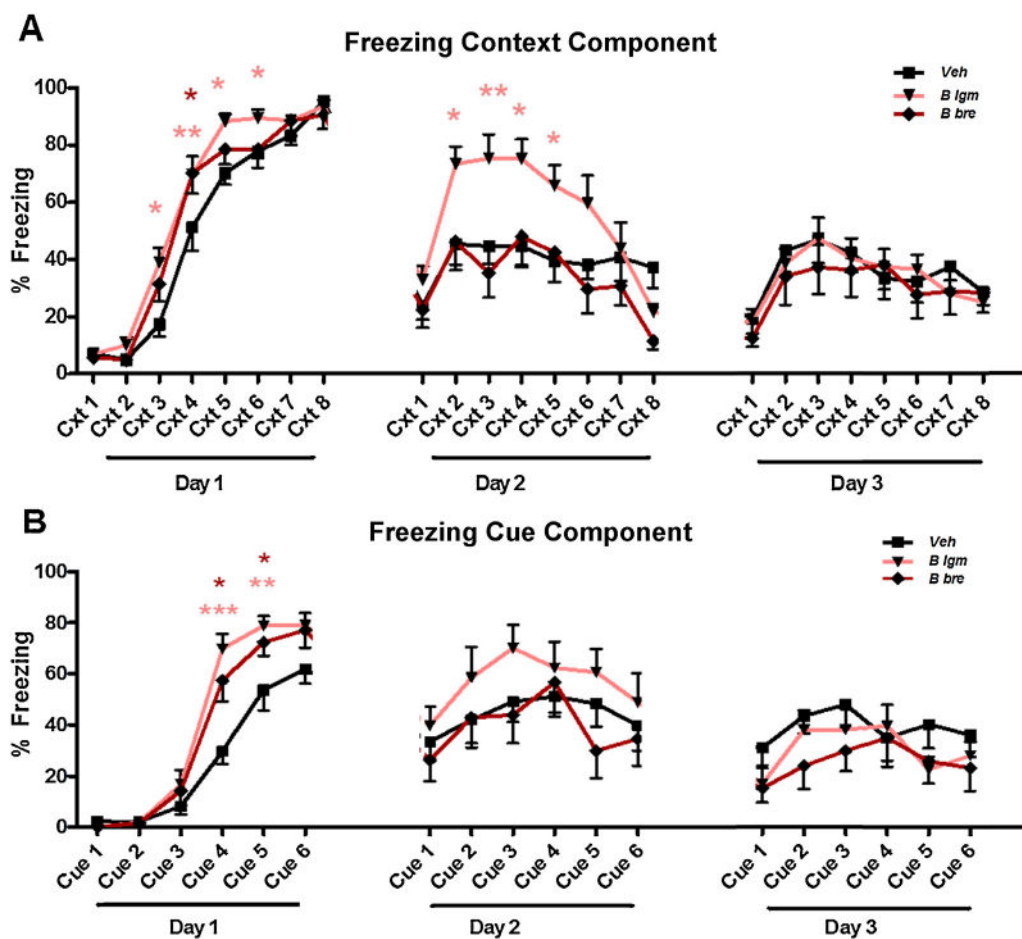 A
Freezing Context Component
Veh
B lgm
B bre
% Freezing
100
80
60
40
20
0
*
**
*
*
*
*
*
**
*
*
Cxt 1 Cxt 2 Cxt 3 Cxt 4 Cxt 5 Cxt 6 Cxt 7 Cxt 8
Cxt 1 Cxt 2 Cxt 3 Cxt 4 Cxt 5 Cxt 6 Cxt 7 Cxt 8
Cxt 1 Cxt 2 Cxt 3 Cxt 4 Cxt 5 Cxt 6 Cxt 7 Cxt 8
Day 1
Day 2
Day 3
B
Freezing Cue Component
Veh
B lgm
B bre
% Freezing
100
80
60
40
20
0
*
***
*
**
Cue 1 Cue 2 Cue 3 Cue 4 Cue 5 Cue 6
Cue 1 Cue 2 Cue 3 Cue 4 Cue 5 Cue 6
Cue 1 Cue 2 Cue 3 Cue 4 Cue 5 Cue 6
Day 1
Day 2
Day 3